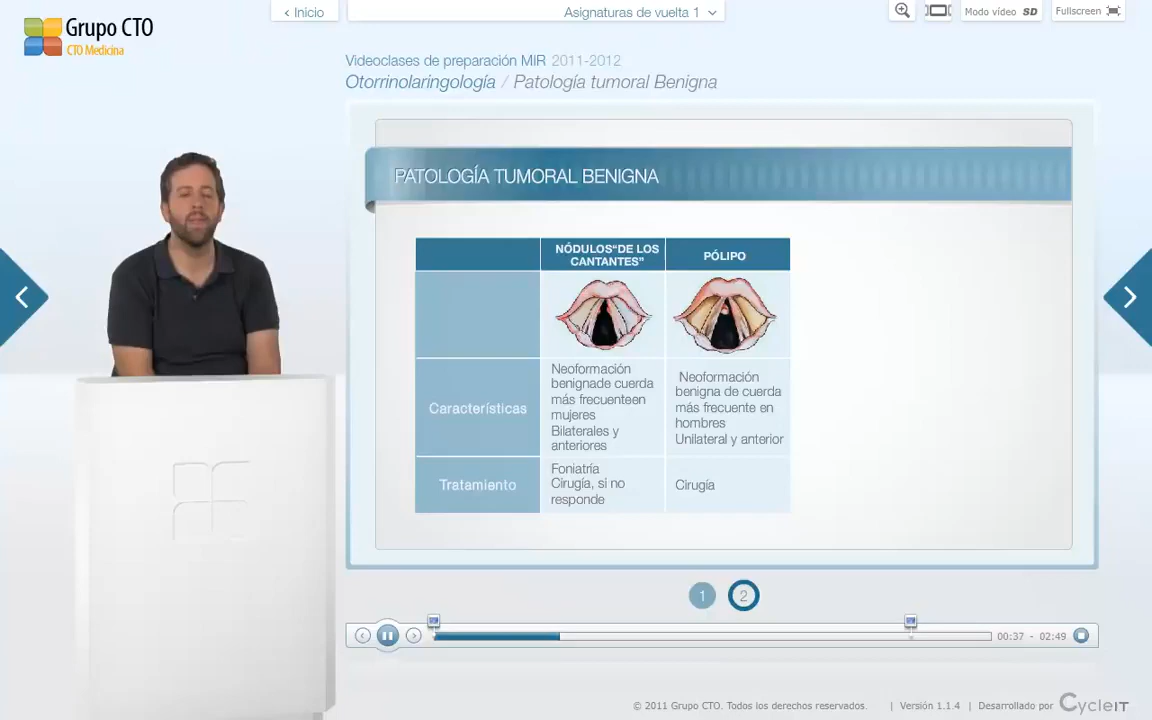 Grupo CTO
CTO Medicina
‹ Inicio
Asignaturas de vuelta 1
Modo vídeo SD
Fullscreen
Videoclases de preparación MIR 2011-2012
Otorrinolaringología / Patología tumoral Benigna
PATOLOGÍA TUMORAL BENIGNA
NÓDULOS“DE LOS
CANTANTES”
PÓLIPO
Características
Neoformación
benignade cuerda
más frecuenteen
mujeres
Bilaterales y
anteriores
Neoformación
benigna de cuerda
más frecuente en
hombres
Unilateral y anterior
Tratamiento
Foniatría
Cirugía, si no
responde
Cirugía
1
2
00:37 - 02:49
© 2011 Grupo CTO. Todos los derechos reservados. | Versión 1.1.4 | Desarrollado por CycleIT